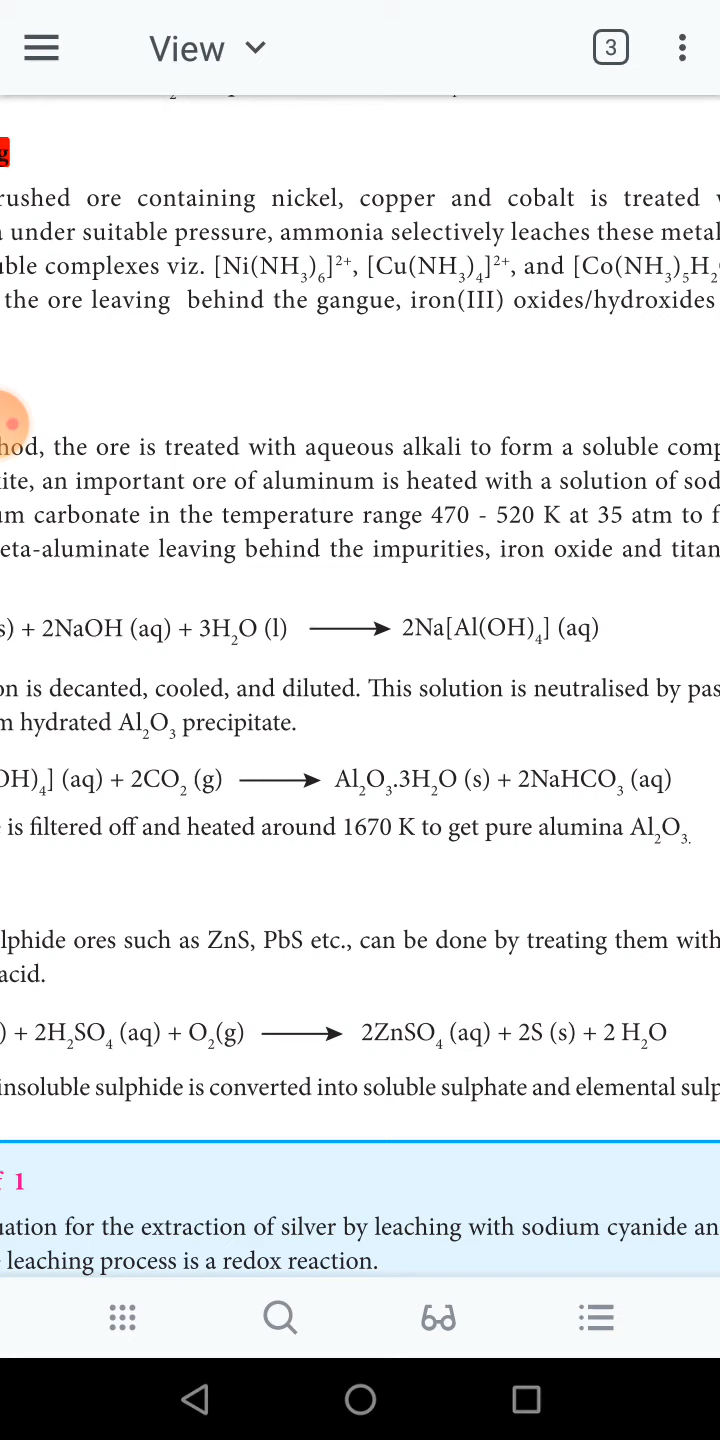 View
3
g
rushed ore containing nickel, copper and cobalt is treated
under suitable pressure, ammonia selectively leaches these metal
ble complexes viz. [Ni(NH₃)₆]²⁺, [Cu(NH₃)₄]²⁺, and [Co(NH₃)₅H₂
the ore leaving behind the gangue, iron(III) oxides/hydroxides
hod, the ore is treated with aqueous alkali to form a soluble comp
ite, an important ore of aluminum is heated with a solution of sod
um carbonate in the temperature range 470 - 520 K at 35 atm to f
eta-aluminate leaving behind the impurities, iron oxide and titan
s) + 2NaOH (aq) + 3H₂O (l) ⟶ 2Na[Al(OH)₄] (aq)
on is decanted, cooled, and diluted. This solution is neutralised by pas
m hydrated Al₂O₃ precipitate.
OH)₄] (aq) + 2CO₂ (g) ⟶ Al₂O₃.3H₂O (s) + 2NaHCO₃ (aq)
is filtered off and heated around 1670 K to get pure alumina Al₂O₃.
lphide ores such as ZnS, PbS etc., can be done by treating them with
acid.
) + 2H₂SO₄ (aq) + O₂(g) ⟶ 2ZnSO₄ (aq) + 2S (s) + 2 H₂O
insoluble sulphide is converted into soluble sulphate and elemental sulp
f 1
uation for the extraction of silver by leaching with sodium cyanide an
leaching process is a redox reaction.